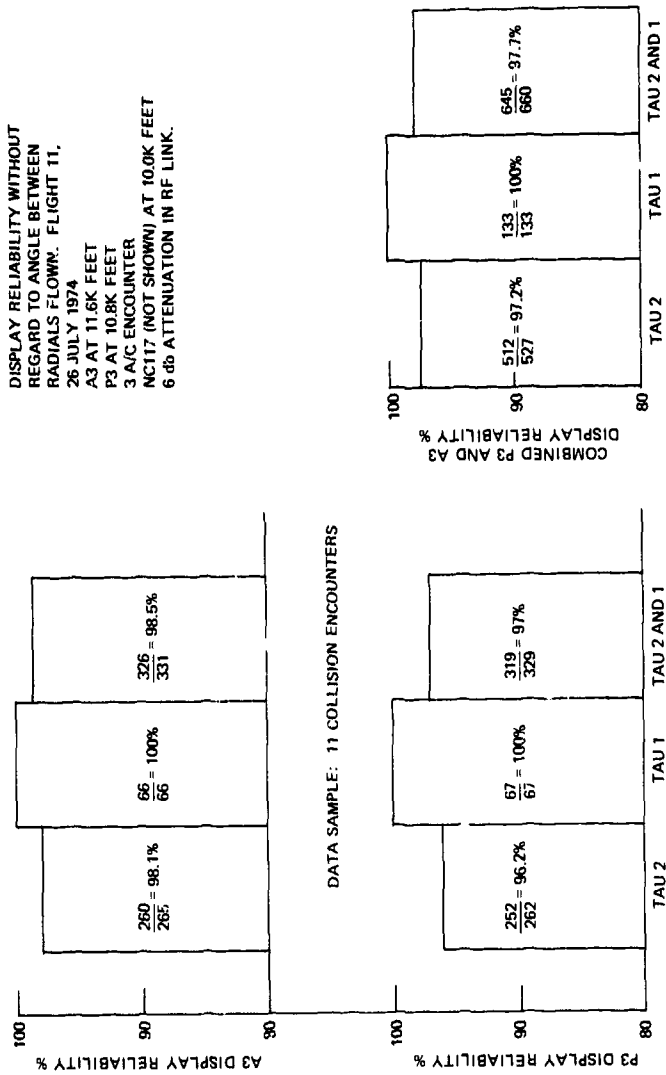 DISPLAY RELIABILITY WITHOUT
REGARD TO ANGLE BETWEEN
RADIALS FLOWN. FLIGHT 11,
26 JULY 1974
A3 AT 11.6K FEET
P3 AT 10.8K FEET
3 A/C ENCOUNTER
NC117 (NOT SHOWN) AT 10.0K FEET
6 db ATTENUATION IN RF LINK.
A3 DISPLAY RELIABILITY %
100
90
90
260
265 = 98.1%
66
66 = 100%
326
331 = 98.5%
DATA SAMPLE: 11 COLLISION ENCOUNTERS
P3 DISPLAY RELIABILITY %
100
90
80
252
262 = 96.2%
67
67 = 100%
319
329 = 97%
TAU 2
TAU 1
TAU 2 AND 1
COMBINED P3 AND A3
DISPLAY RELIABILITY %
100
90
80
512
527 = 97.2%
133
133 = 100%
645
660 = 97.7%
TAU 2
TAU 1
TAU 2 AND 1